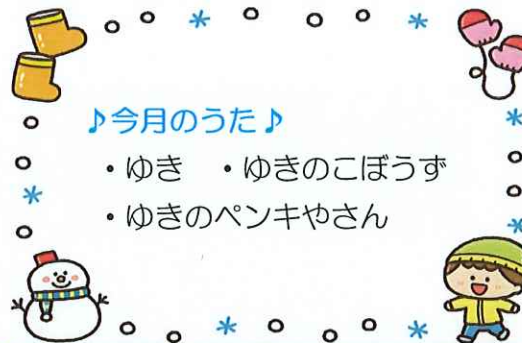 ♪今月のうた♪
・ゆき　・ゆきのこぼうず
・ゆきのペンキやさん